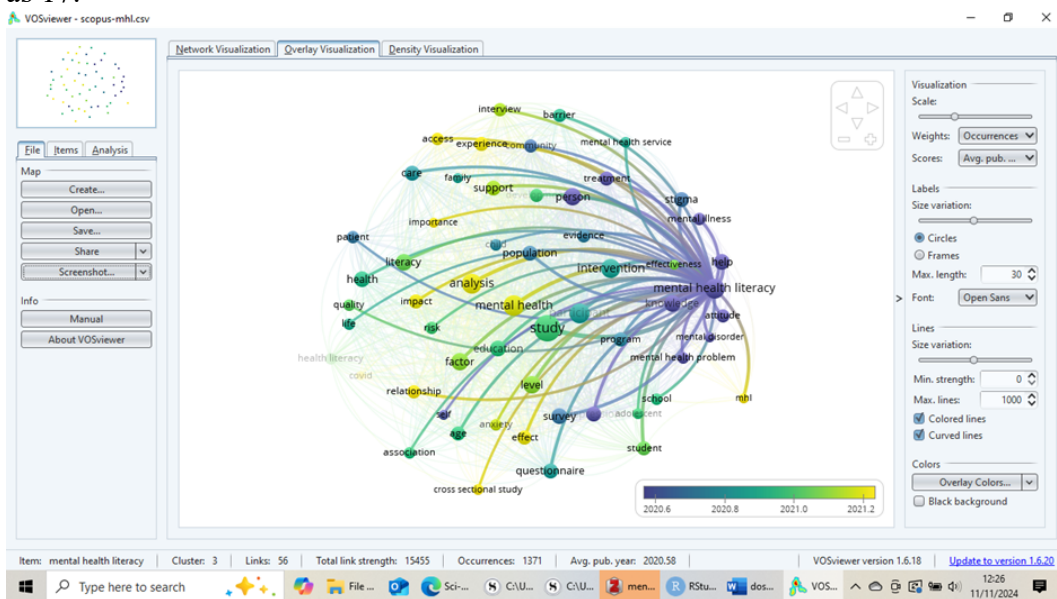 VOSviewer - scopus-mhl.csv
Network Visualization Overlay Visualization Density Visualization
File Items Analysis
Map
Create...
Open...
Save...
Share
Screenshot...
Info
Manual
About VOSviewer
interview
barrier
access
experience
community
mental health service
care
family
treatment
support
person
stigma
importance
mental illness
patient
child
evidence
population
literacy
intervention
effectiveness
help
health
analysis
mental health literacy
quality
impact
mental health
participant
knowledge
attitude
life
risk
study
program
mental disorder
education
health literacy
factor
mental health problem
covid
level
relationship
school
mhl
self
survey
adolescent
anxiety
age
effect
association
student
questionnaire
cross sectional study
2020.6 2020.8 2021.0 2021.2
Visualization
Scale:
Weights: Occurrences
Scores: Avg. pub. ...
Labels
Size variation:
Circles
Frames
Max. length: 30
Font: Open Sans
Lines
Size variation:
Min. strength: 0
Max. lines: 1000
Colored lines
Curved lines
Colors
Overlay Colors...
Black background
Item: mental health literacy Cluster: 3 Links: 56 Total link strength: 15455 Occurrences: 1371 Avg. pub. year: 2020.58 VOSviewer version 1.6.18 Update to version 1.6.20
Type here to search File ... Sci-... C:\U... C:\U... men... RStu... dos... VOS... 12:26
11/11/2024